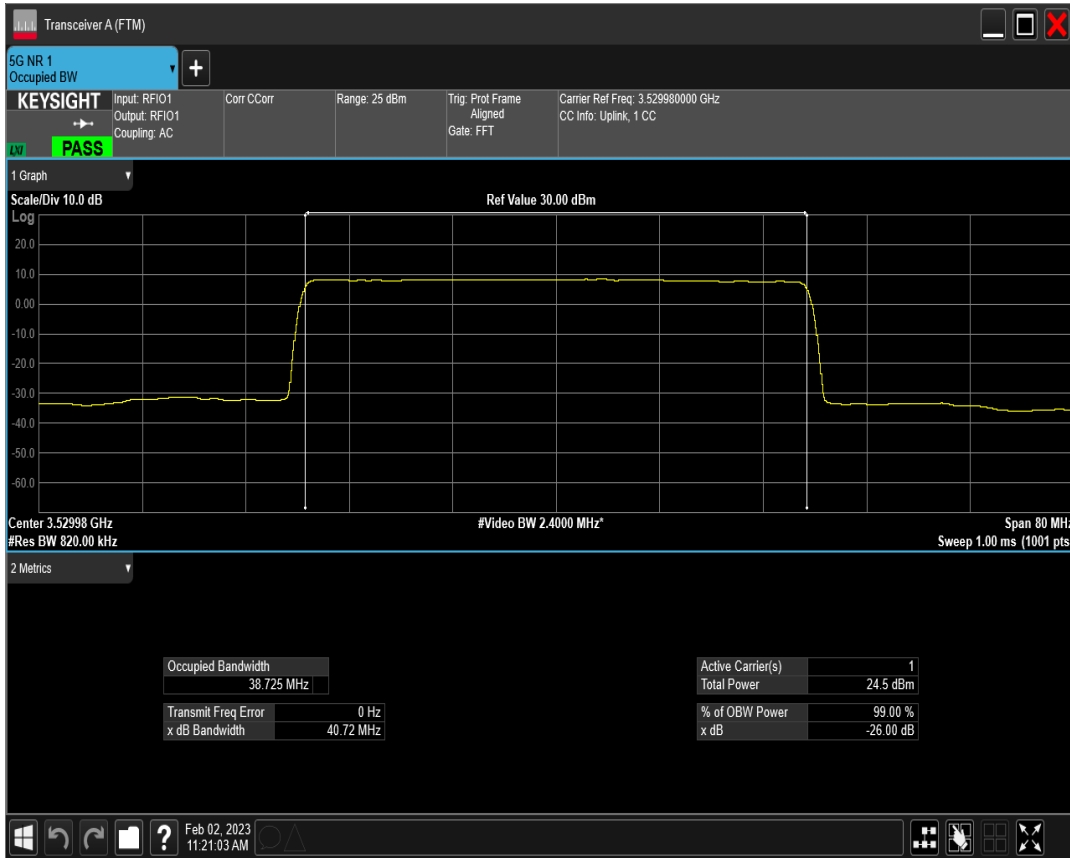 Transceiver A (FTM)
5G NR 1
Occupied BW
+
KEYSIGHT
LXI
PASS
Input: RFIO1
Output: RFIO1
Coupling: AC
Corr CCorr
Range: 25 dBm
Trig: Prot Frame
Aligned
Gate: FFT
Carrier Ref Freq: 3.529980000 GHz
CC Info: Uplink, 1 CC
1 Graph
Scale/Div 10.0 dB
Ref Value 30.00 dBm
Log
20.0
10.0
0.00
-10.0
-20.0
-30.0
-40.0
-50.0
-60.0
Center 3.52998 GHz
#Video BW 2.4000 MHz*
Span 80 MHz
#Res BW 820.00 kHz
Sweep 1.00 ms (1001 pts
2 Metrics
Occupied Bandwidth
38.725 MHz
Transmit Freq Error 0 Hz
x dB Bandwidth 40.72 MHz
Active Carrier(s) 1
Total Power 24.5 dBm
% of OBW Power 99.00 %
x dB -26.00 dB
?
Feb 02, 2023
11:21:03 AM